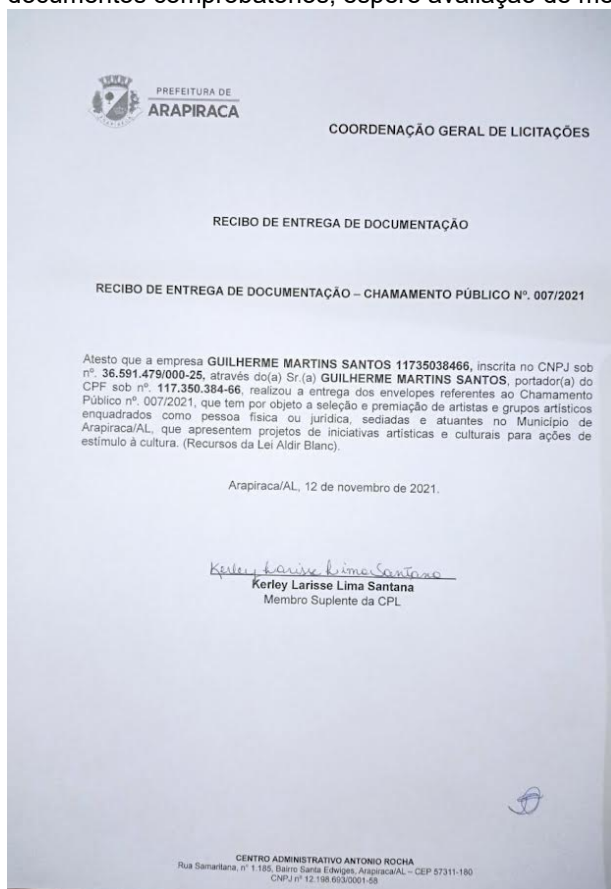 documentos comprobatórios, espero avaliação do me
PREFEITURA DE
ARAPIRACA
COORDENAÇÃO GERAL DE LICITAÇÕES
RECIBO DE ENTREGA DE DOCUMENTAÇÃO
RECIBO DE ENTREGA DE DOCUMENTAÇÃO – CHAMAMENTO PÚBLICO Nº. 007/2021
Atesto que a empresa GUILHERME MARTINS SANTOS 11735038466, inscrita no CNPJ sob
nº. 36.591.479/000-25, através do(a) Sr.(a) GUILHERME MARTINS SANTOS, portador(a) do
CPF sob nº. 117.350.384-66, realizou a entrega dos envelopes referentes ao Chamamento
Público nº. 007/2021, que tem por objeto a seleção e premiação de artistas e grupos artísticos
enquadrados como pessoa física ou jurídica, sediadas e atuantes no Município de
Arapiraca/AL, que apresentem projetos de iniciativas artísticas e culturais para ações de
estímulo à cultura. (Recursos da Lei Aldir Blanc).
Arapiraca/AL, 12 de novembro de 2021.
Kerley Larisse Lima Santana
Kerley Larisse Lima Santana
Membro Suplente da CPL
CENTRO ADMINISTRATIVO ANTONIO ROCHA
Rua Samaritana, nº 1.185, Bairro Santa Edwiges, Arapiraca/AL – CEP 57311-180
CNPJ nº 12.198.693/0001-58